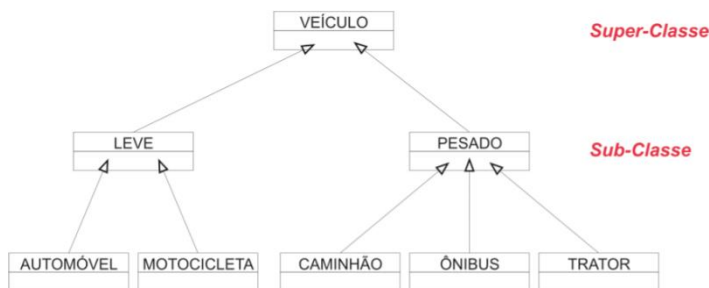 VEÍCULO
Super-Classe
LEVE
PESADO
Sub-Classe
AUTOMÓVEL
MOTOCICLETA
CAMINHÃO
ÔNIBUS
TRATOR